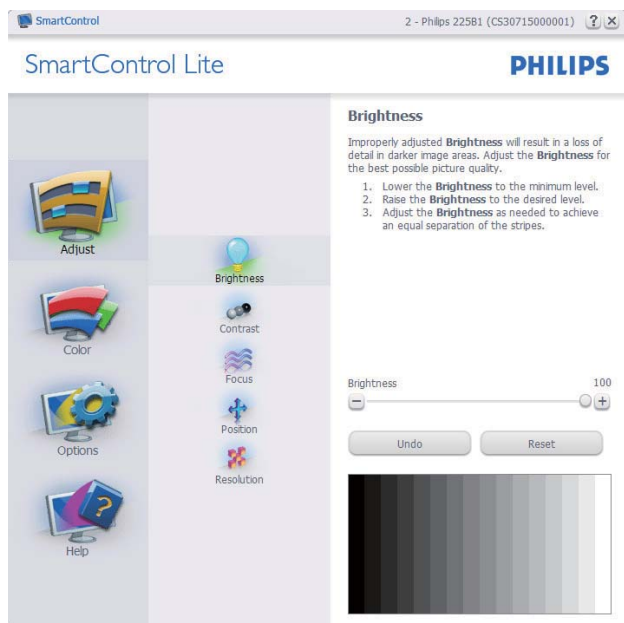 SmartControl
2 - Philips 225B1 (CS30715000001)
?
SmartControl Lite
PHILIPS
Adjust
Color
Options
?
Help
Brightness
Contrast
Focus
Position
Resolution
Brightness
Improperly adjusted Brightness will result in a loss of
detail in darker image areas. Adjust the Brightness for
the best possible picture quality.
1. Lower the Brightness to the minimum level.
2. Raise the Brightness to the desired level.
3. Adjust the Brightness as needed to achieve
an equal separation of the stripes.
Brightness 100
Undo Reset